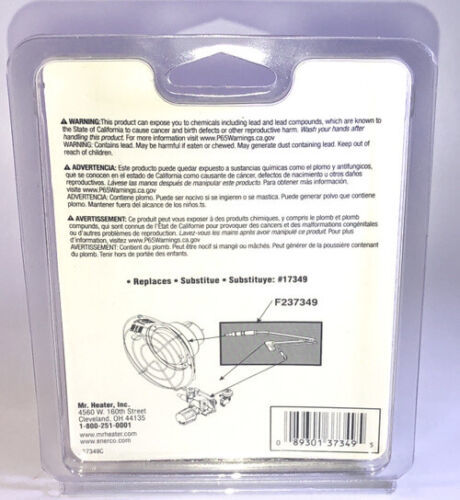 ⚠ WARNING:This product can expose you to chemicals including lead and lead compounds, which are known to
the State of California to cause cancer and birth defects or other reproductive harm. Wash your hands after
handling this product. For more information visit www.P65Warnings.ca.gov
WARNING: Contains lead. May be harmful if eaten or chewed. May generate dust containing lead. Keep out of
reach of children.
⚠ ADVERTENCIA: Este producto puede quedar expuesto a sustancias químicas como el plomo y antifúngicos,
que se conocen en el estado de California como causante de cáncer, defectos de nacimiento u otros daños
reproductivos. Lávese las manos después de manipular este producto. Para obtener más información,
visite www.P65Warnings.ca.gov
ADVERTENCIA: Contiene plomo. Puede ser nocivo si se ingieren o se mastica. Puede generar polvo que contiene
plomo. Mantener fuera del alcance de los niños.ts.
⚠ AVERTISSEMENT: Ce produit peut vous exposer à des produits chimiques, y compris le plomb et plomb
compounds, qui sont connus de l'État de Californie pour provoquer des cancers et des malformations congénitales
ou d'autres problèmes reproductifs. Lavez-vous les mains après avoir manipulé ce produit. Pour plus
d'information, visitez www.P65Warnings.ca.gov
AVERTISSEMENT: Contient du plomb. Peut être nocif si mangé ou mâchés. Peut générer de la poussière contenant
du plomb. Tenir hors de portée des enfants.
• Replaces • Substitue • Substituye: #17349
F237349
Mr. Heater, Inc.
4560 W. 160th Street
Cleveland, OH 44135
1-800-251-0001
www.mrheater.com
www.enerco.com
37349C
0 89301 37349 5